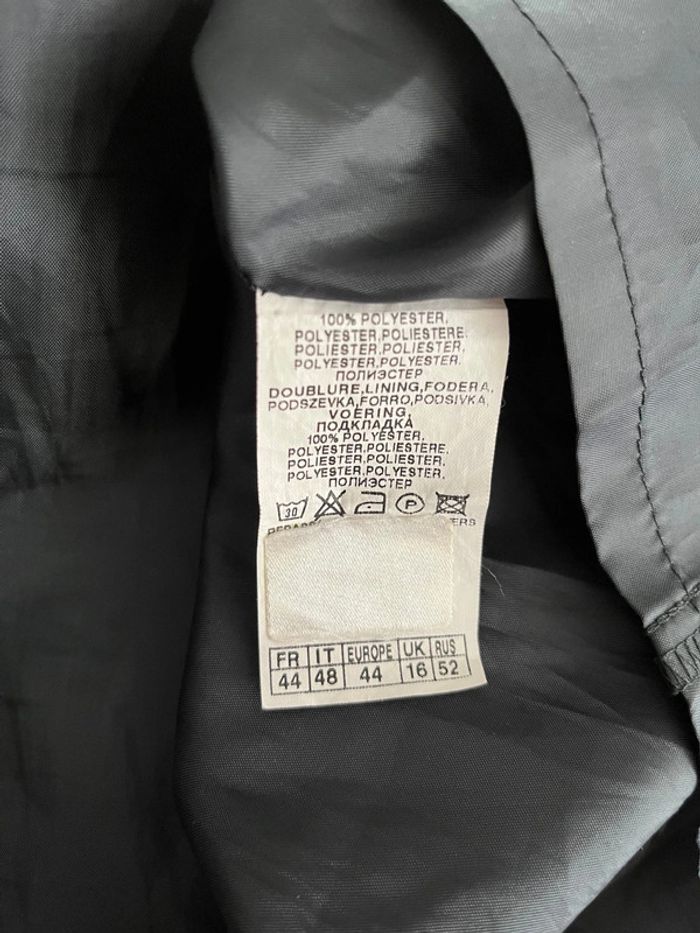 100% POLYESTER.
POLYESTER,POLIESTERE.
POLIESTER,POLIESTER.
POLYESTER,POLYESTER.
ПОЛИЭСТЕР
DOUBLURE,LINING,FODERA,
PODSZEVKA,FORRO,PODSIVKA,
VOERING,
ПОДКЛАДКА
100% POLYESTER.
POLYESTER,POLIESTERE.
POLIESTER,POLIESTER.
POLYESTER,POLYESTER.
ПОЛИЭСТЕР
30 P
FR IT EUROPE UK RUS
44 48 44 16 52